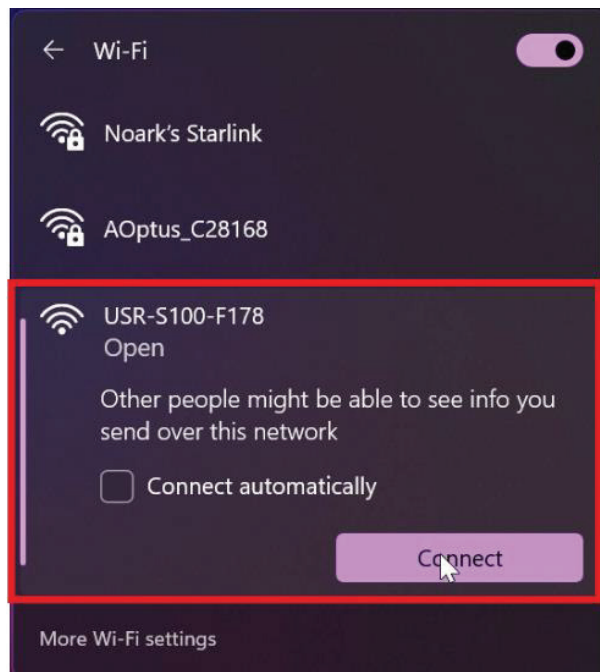 Wi-Fi
Noark's Starlink
AOptus_C28168
USR-S100-F178
Open
Other people might be able to see info you
send over this network
Connect automatically
Connect
More Wi-Fi settings